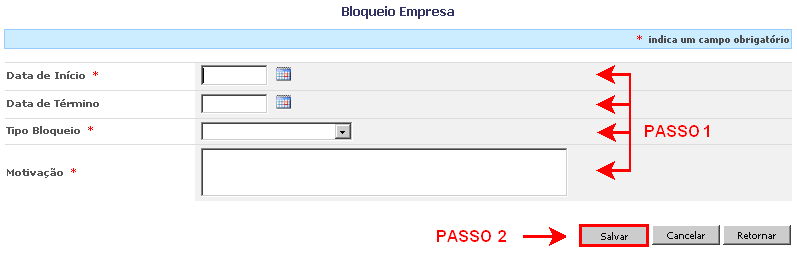 Bloqueio Empresa
* indica um campo obrigatório
Data de Início *
Data de Término
Tipo Bloqueio *
PASSO 1
Motivação *
PASSO 2
Salvar
Cancelar
Retornar